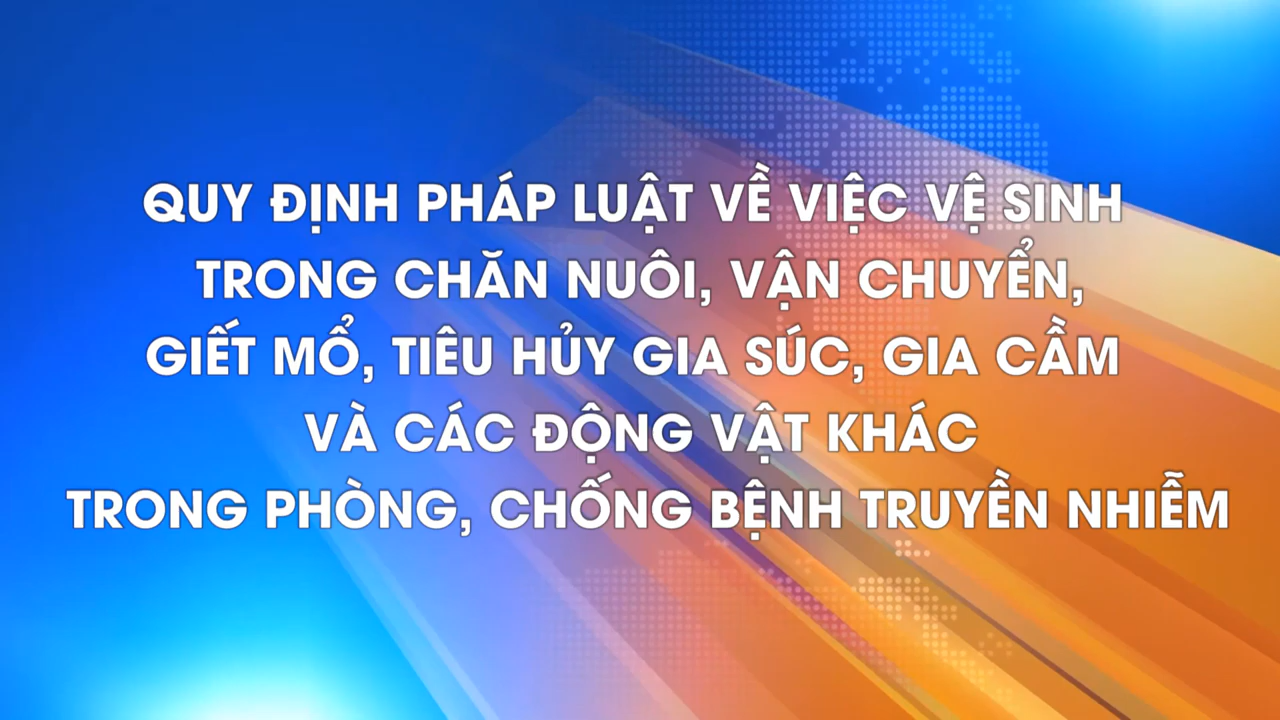 QUY ĐỊNH PHÁP LUẬT VỀ VIỆC VỆ SINH
TRONG CHĂN NUÔI, VẬN CHUYỂN,
GIẾT MỔ, TIÊU HỦY GIA SÚC, GIA CẦM
VÀ CÁC ĐỘNG VẬT KHÁC
TRONG PHÒNG, CHỐNG BỆNH TRUYỀN NHIỄM